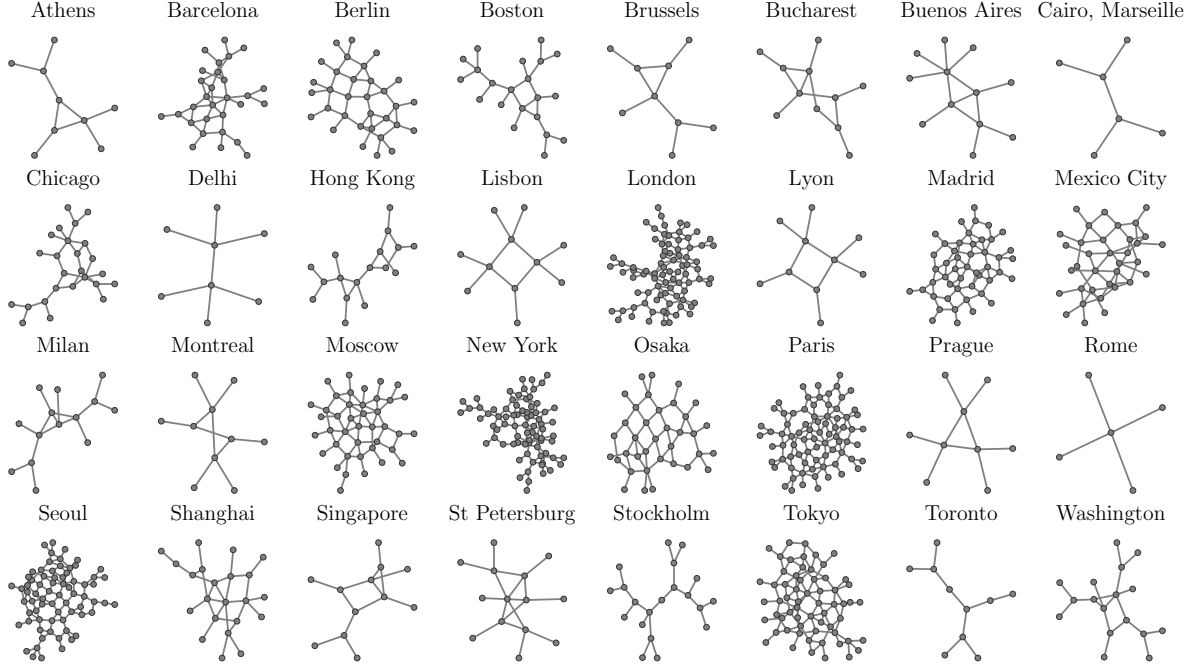 Athens Barcelona Berlin Boston Brussels Bucharest Buenos Aires Cairo, Marseille
Chicago Delhi Hong Kong Lisbon London Lyon Madrid Mexico City
Milan Montreal Moscow New York Osaka Paris Prague Rome
Seoul Shanghai Singapore St Petersburg Stockholm Tokyo Toronto Washington